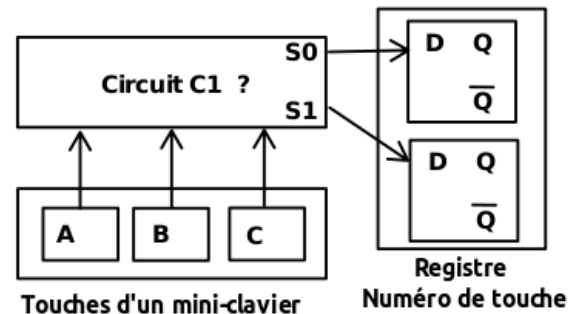 S0
Circuit C1 ?
S1
D Q
Q̅
D Q
Q̅
A B C
Touches d'un mini-clavier
Registre
Numéro de touche